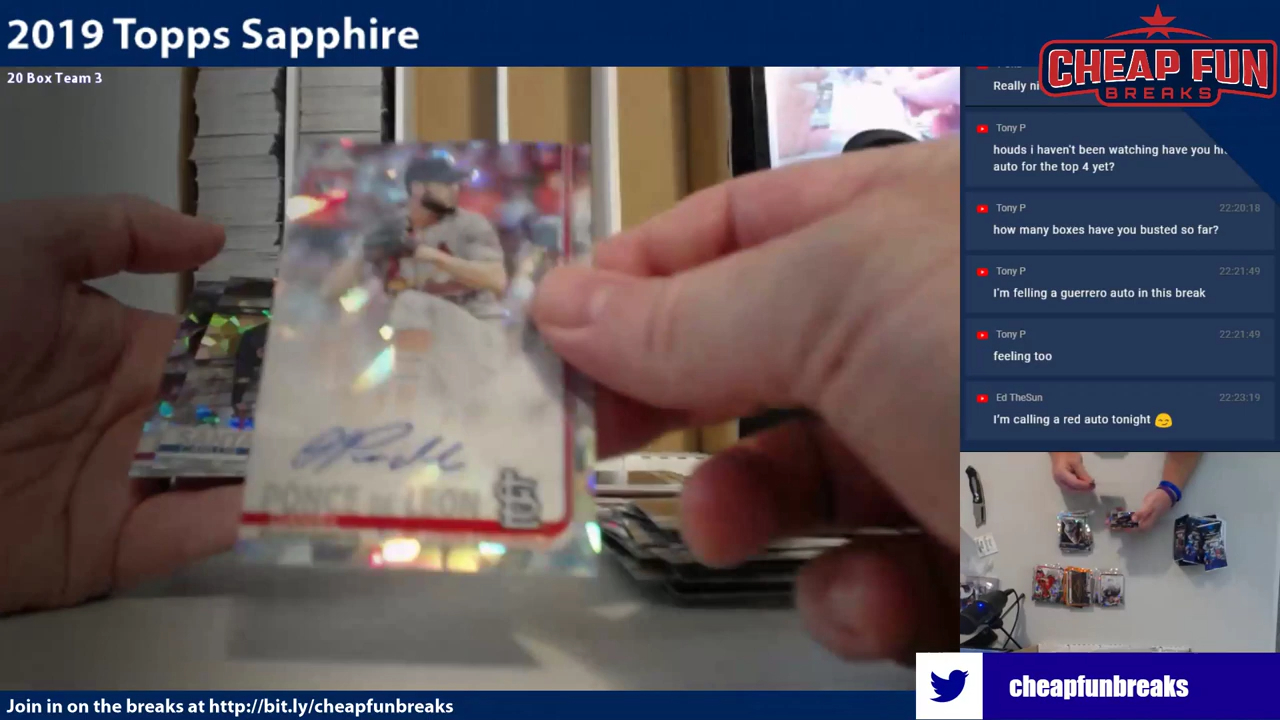 2019 Topps Sapphire
20 Box Team 3
CHEAP FUN
BREAKS
Really ni
Tony P
houds i haven't been watching have you hi
auto for the top 4 yet?
Tony P
22:20:18
how many boxes have you busted so far?
Tony P
22:21:49
I'm felling a guerrero auto in this break
Tony P
22:21:49
feeling too
Ed TheSun
22:23:19
I'm calling a red auto tonight
PONCE DE LEON
cheapfunbreaks
Join in on the breaks at http://bit.ly/cheapfunbreaks